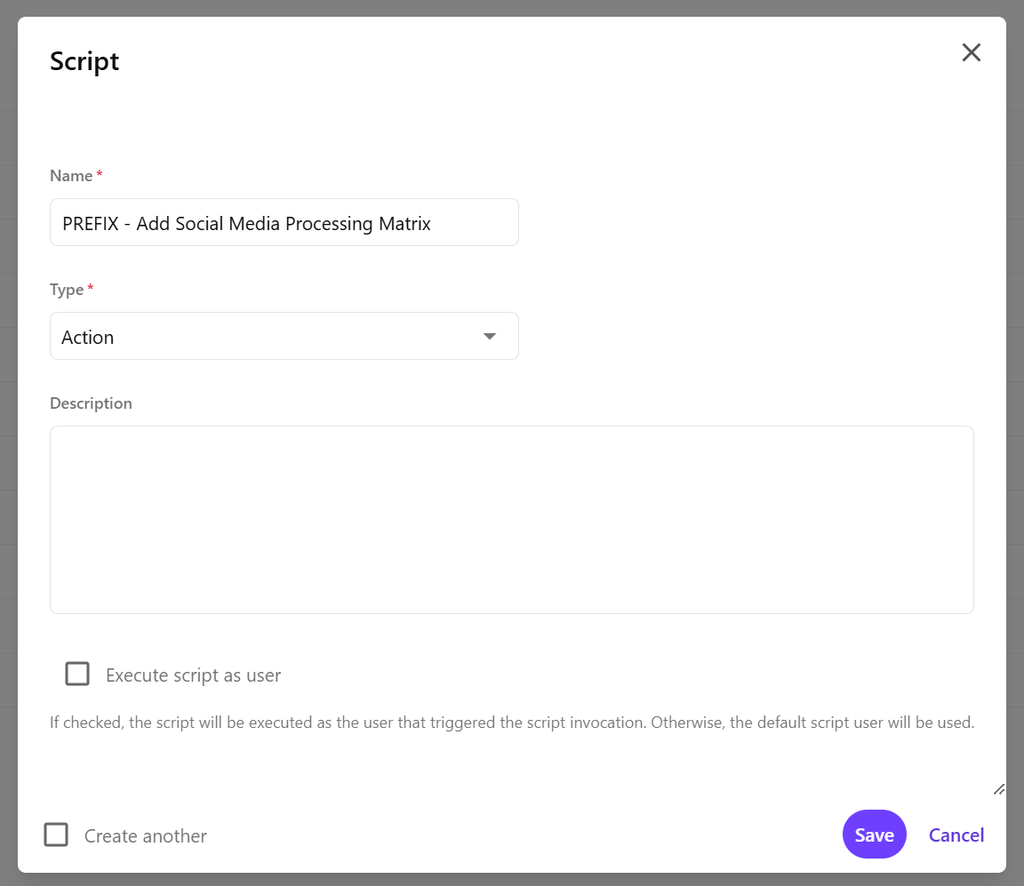 Script
Name *
PREFIX - Add Social Media Processing Matrix
Type *
Action
Description
Execute script as user
If checked, the script will be executed as the user that triggered the script invocation. Otherwise, the default script user will be used.
Create another
Save
Cancel